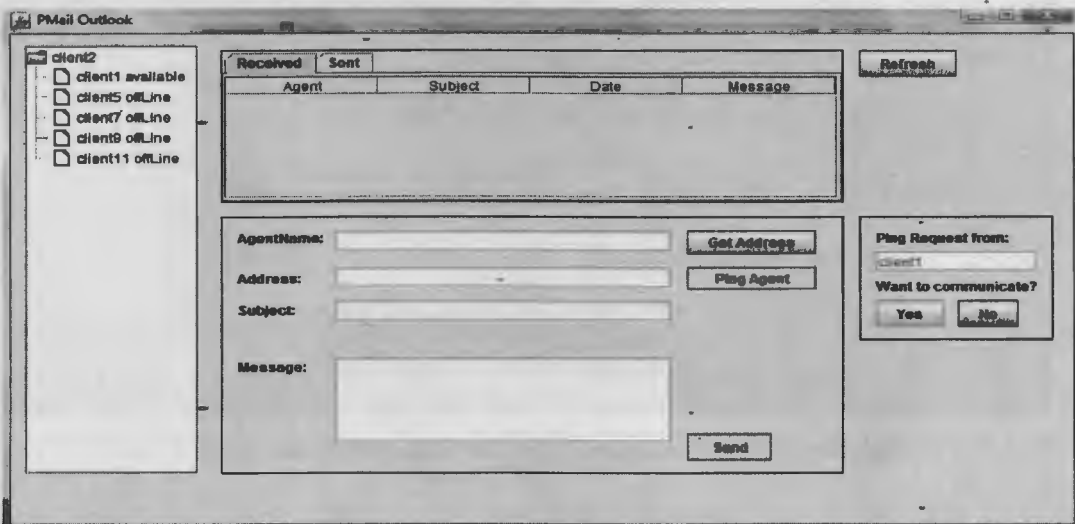 PMail Outlook
client2
client1 available
client5 offLine
client7 offLine
client9 offLine
client11 offLine
Received Sent
Agent Subject Date Message
Refresh
AgentName:
Get Address
Address:
Ping Agent
Subject:
Message:
Send
Ping Request from:
client1
Want to communicate?
Yes No